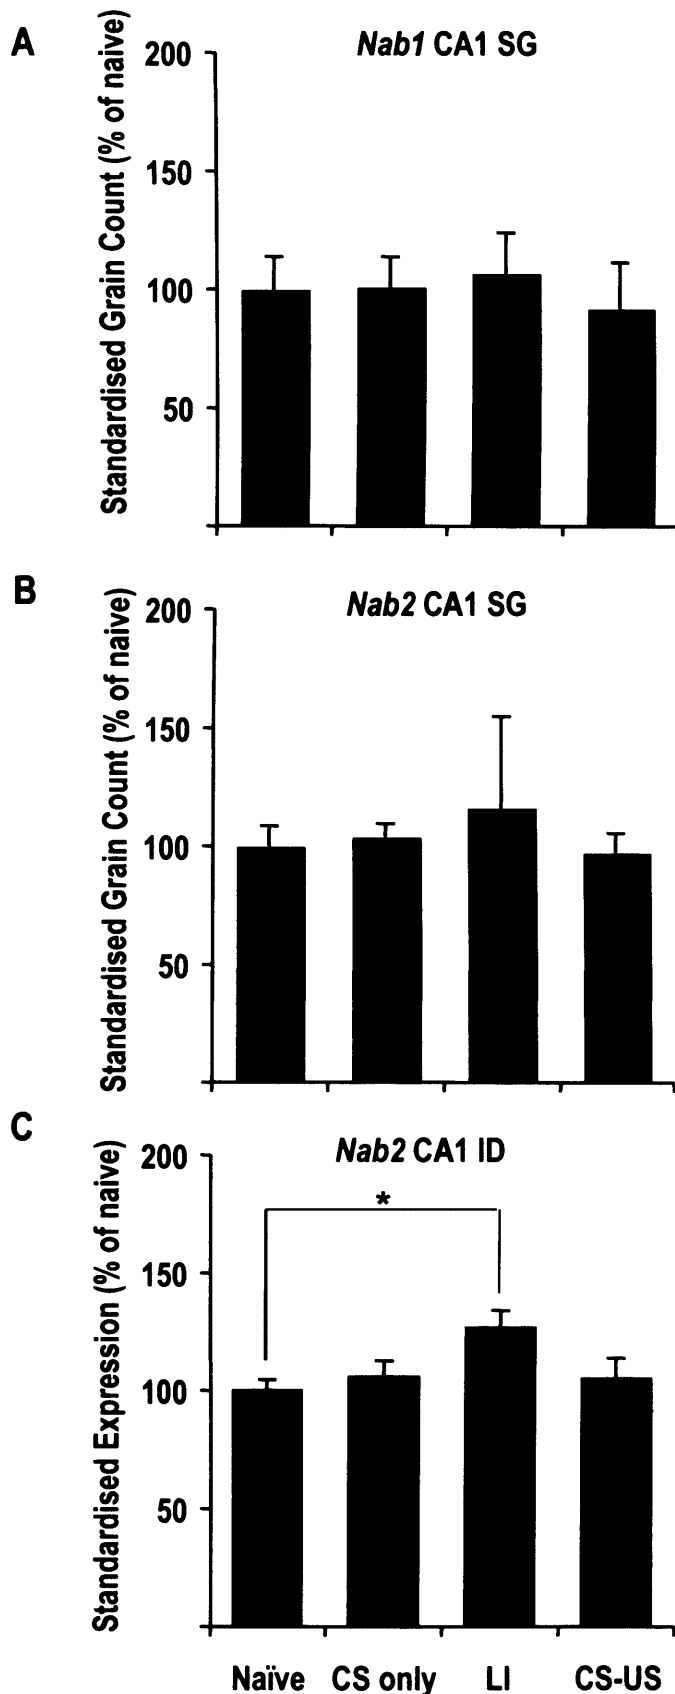 A
Nab1 CA1 SG
Standardised Grain Count (% of naive)
200
150
100
50
B
Nab2 CA1 SG
Standardised Grain Count (% of naive)
200
150
100
50
C
Nab2 CA1 ID
Standardised Expression (% of naive)
200
*
150
100
50
Naïve CS only LI CS-US